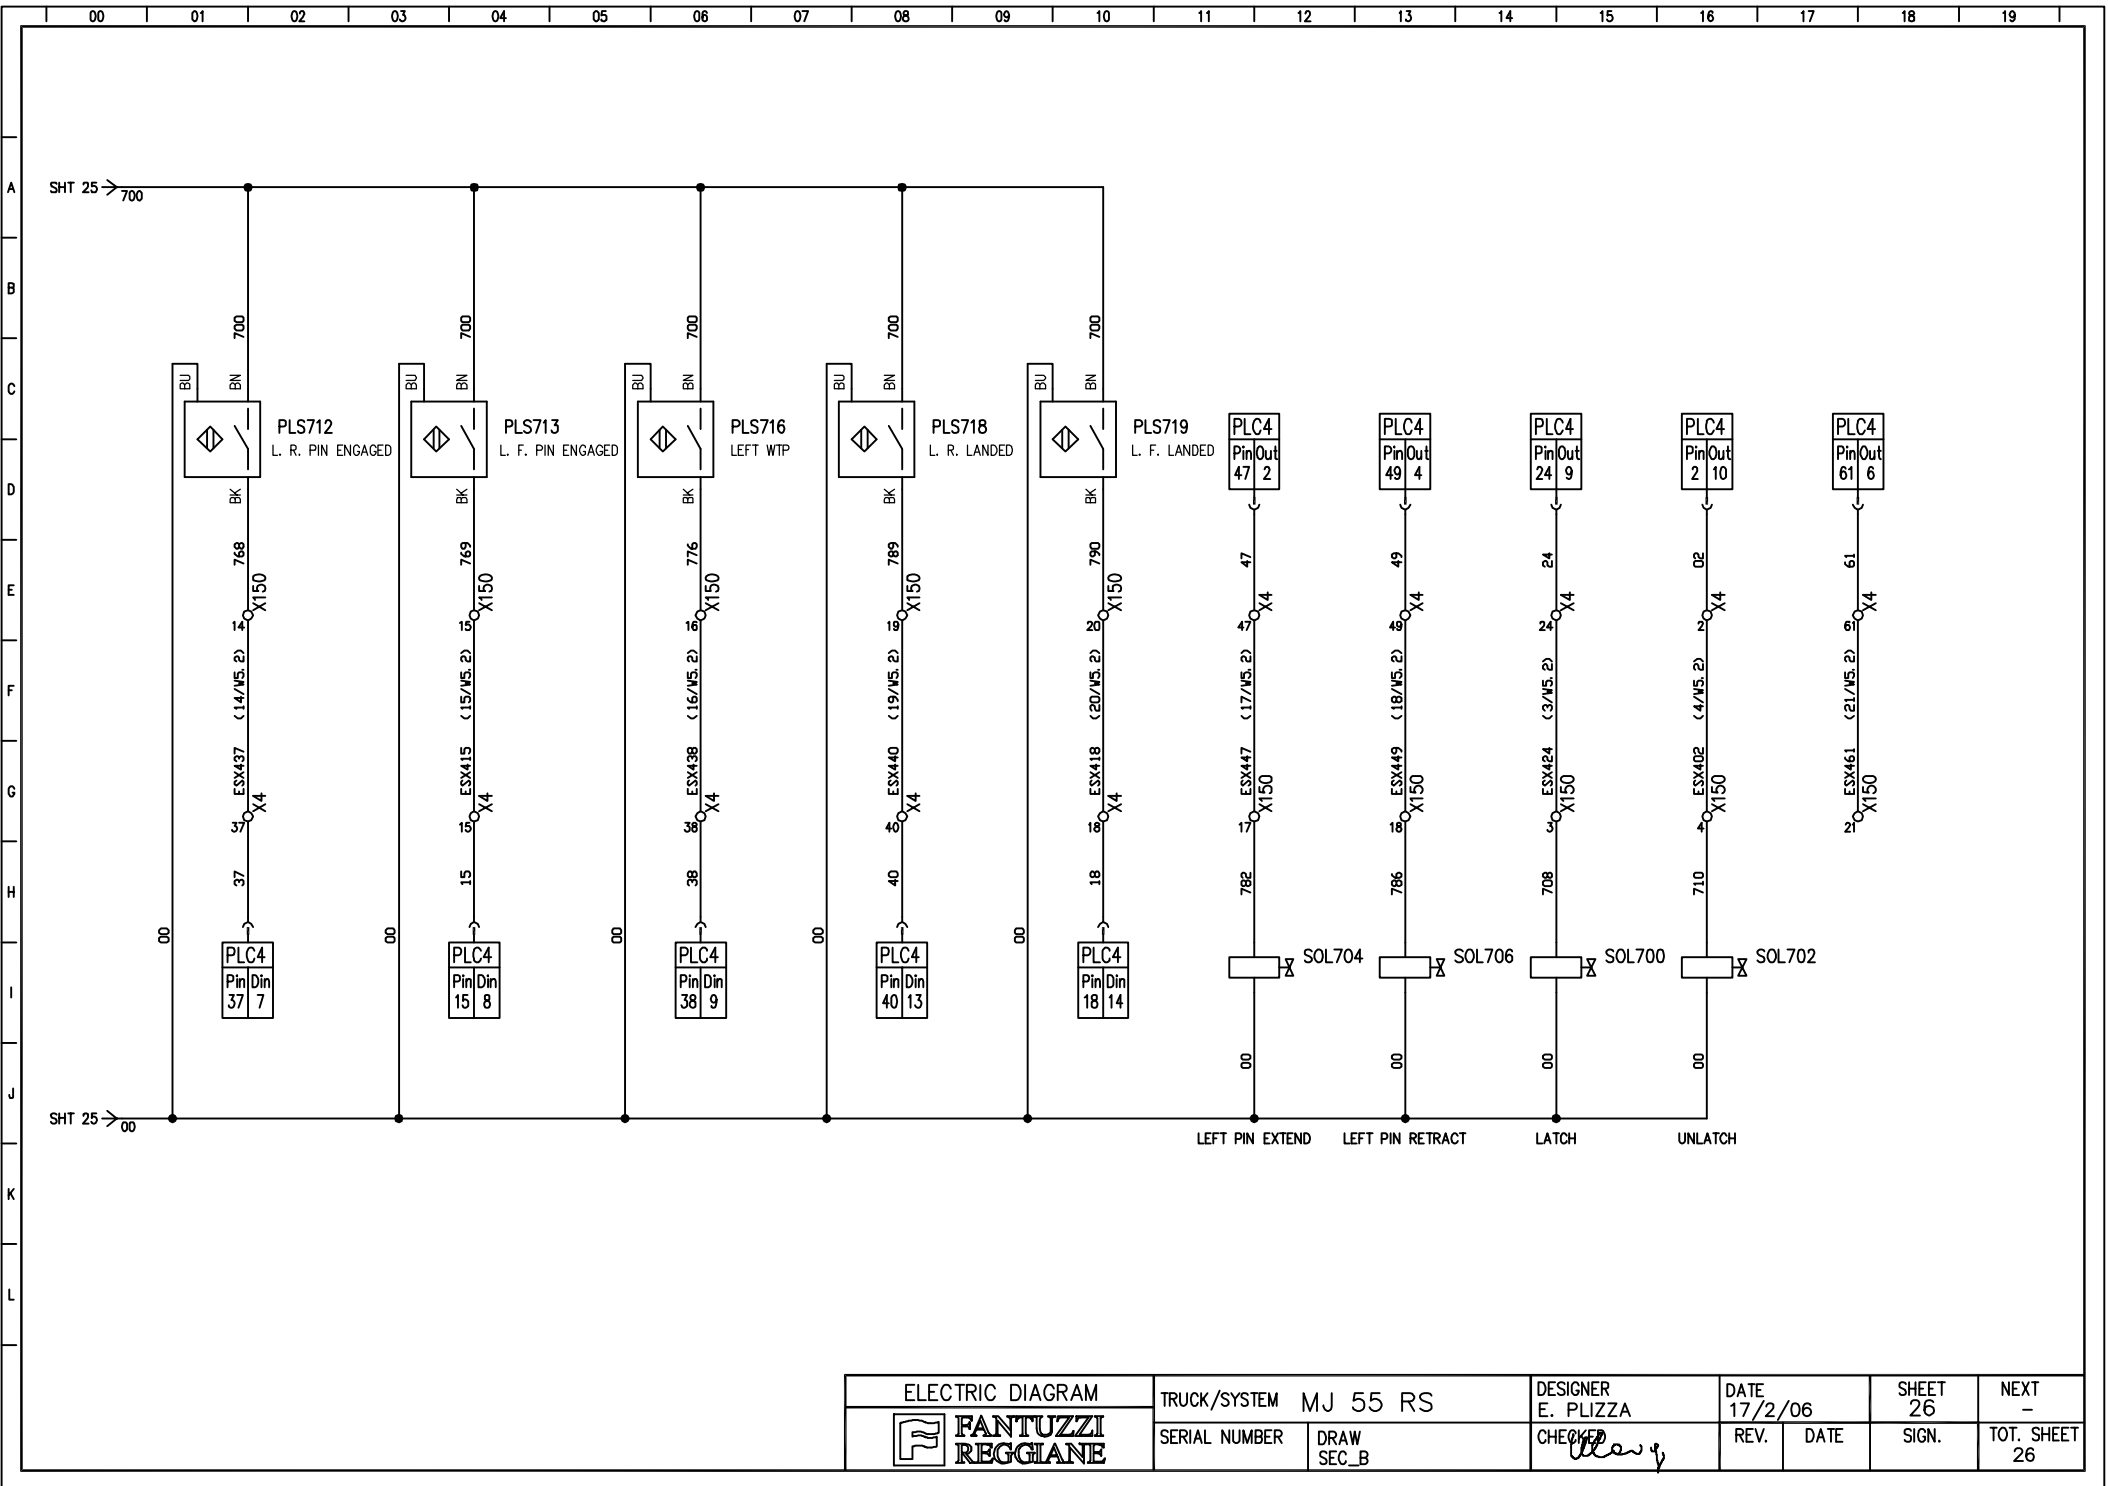 00 01 02 03 04 05 06 07 08 09 10 11 12 13 14 15 16 17 18 19
A
B
C
D
E
F
G
H
I
J
K
L
SHT 25 700
700 700 700 700 700
BU BN BU BN BU BN BU BN BU BN
PLS712
L. R. PIN ENGAGED
PLS713
L. F. PIN ENGAGED
PLS716
LEFT WTP
PLS718
L. R. LANDED
PLS719
L. F. LANDED
PLC4 PLC4 PLC4 PLC4 PLC4
Pin Out Pin Out Pin Out Pin Out Pin Out
47 2 49 4 24 9 2 10 61 6
BK BK BK BK BK
768 769 776 789 790 47 49 24 02 61
X150 X150 X150 X150 X150 X4 X4 X4 X4 X4
14 15 16 19 20 47 49 24 2 61
(14/W5.2) (15/W5.2) (16/W5.2) (19/W5.2) (20/W5.2) (17/W5.2) (18/W5.2) (3/W5.2) (4/W5.2) (21/W5.2)
ESX437 ESX415 ESX438 ESX440 ESX418 ESX447 ESX449 ESX424 ESX402 ESX461
X4 X4 X4 X4 X4 X150 X150 X150 X150 X150
37 15 38 40 18 17 18 3 4 21
37 15 38 40 18 782 786 708 710
00 00 00 00 00
PLC4 PLC4 PLC4 PLC4 PLC4
Pin Din Pin Din Pin Din Pin Din Pin Din
37 7 15 8 38 9 40 13 18 14
SOL704 SOL706 SOL700 SOL702
00 00 00 00
SHT 25 00
LEFT PIN EXTEND LEFT PIN RETRACT LATCH UNLATCH
ELECTRIC DIAGRAM
FANTUZZI
REGGIANE
TRUCK/SYSTEM MJ 55 RS
SERIAL NUMBER
DRAW
SEC_B
DESIGNER
E. PLIZZA
CHECKED
DATE
17/2/06
REV. DATE
SHEET
26
SIGN.
NEXT
-
TOT. SHEET
26